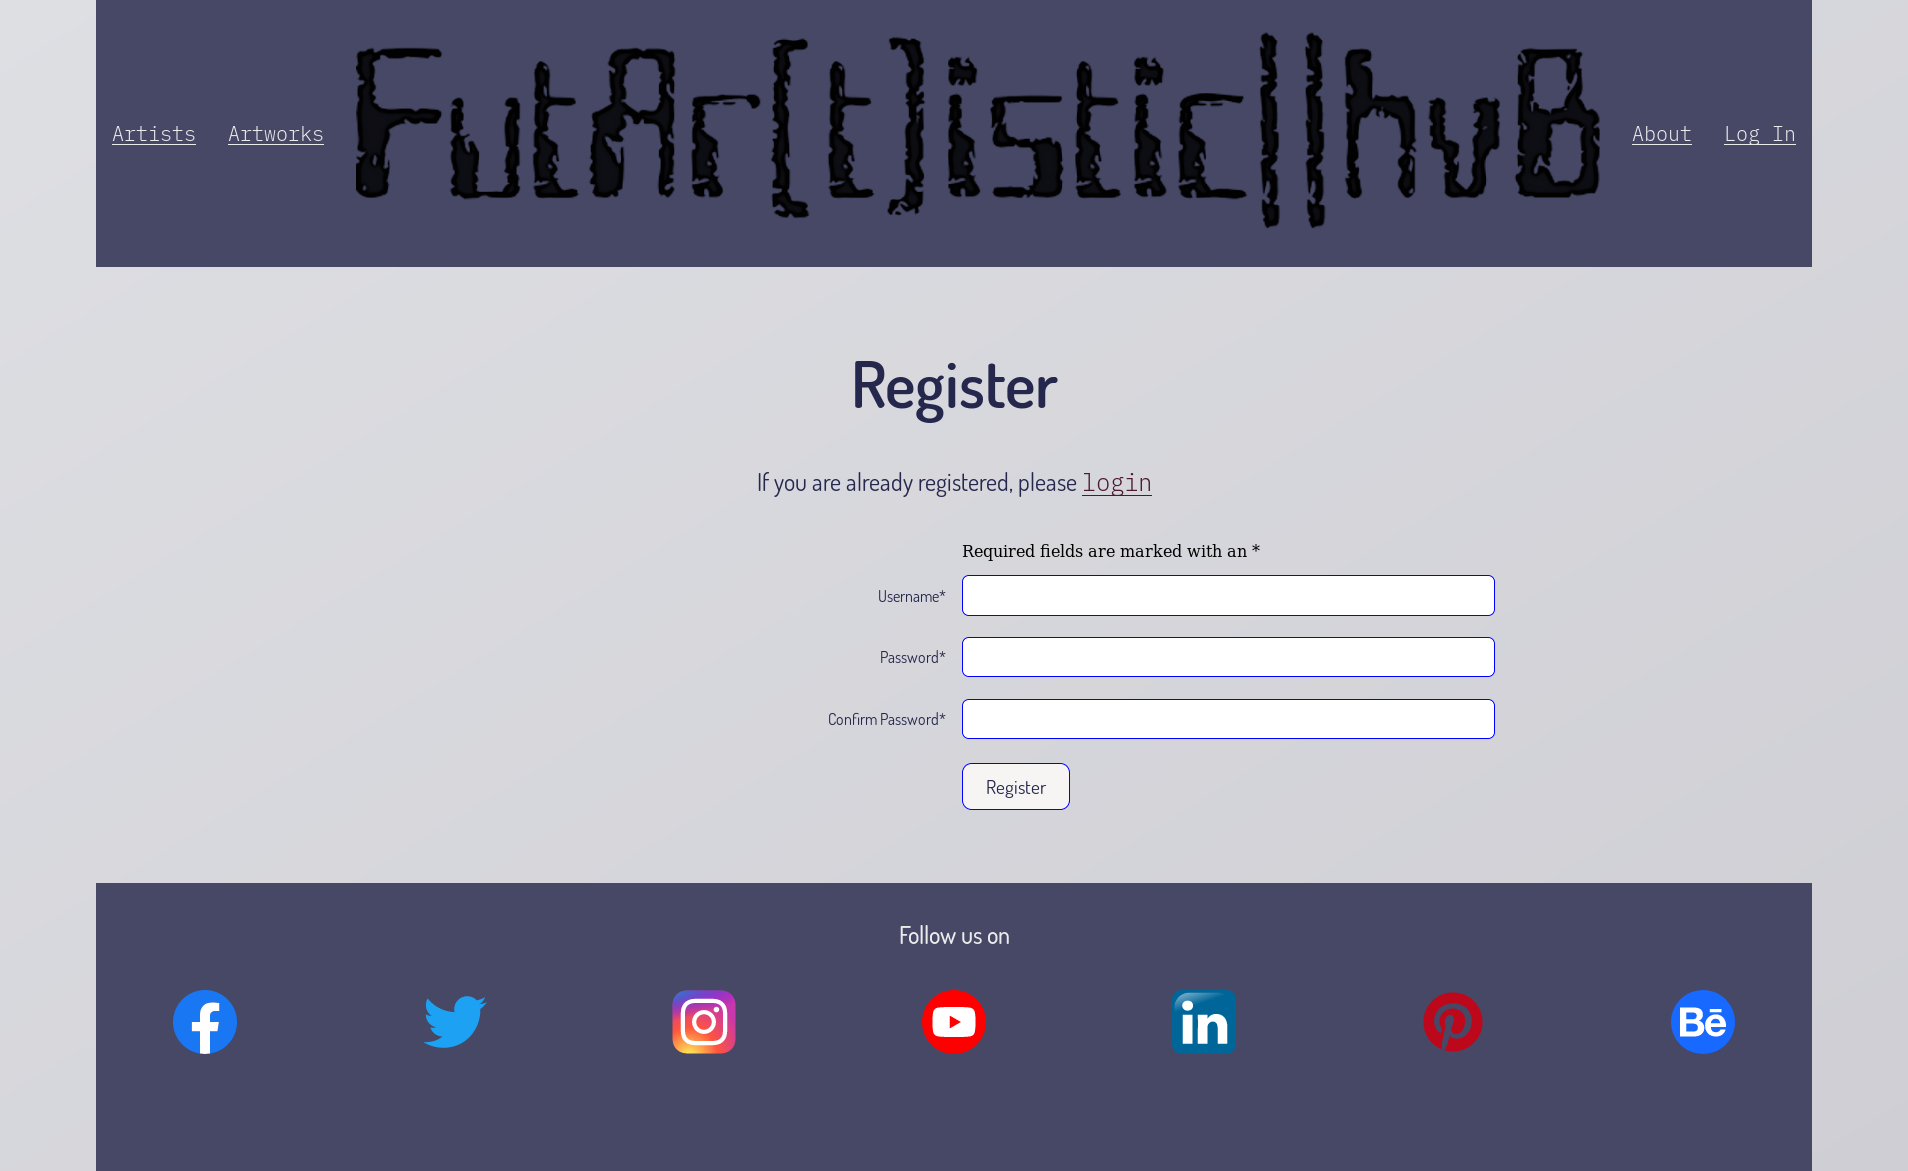 Artists Artworks FutAr[t]istic||hvB About Log In
Register
If you are already registered, please login
Required fields are marked with an *
Username*
Password*
Confirm Password*
Register
Follow us on
in
Bē